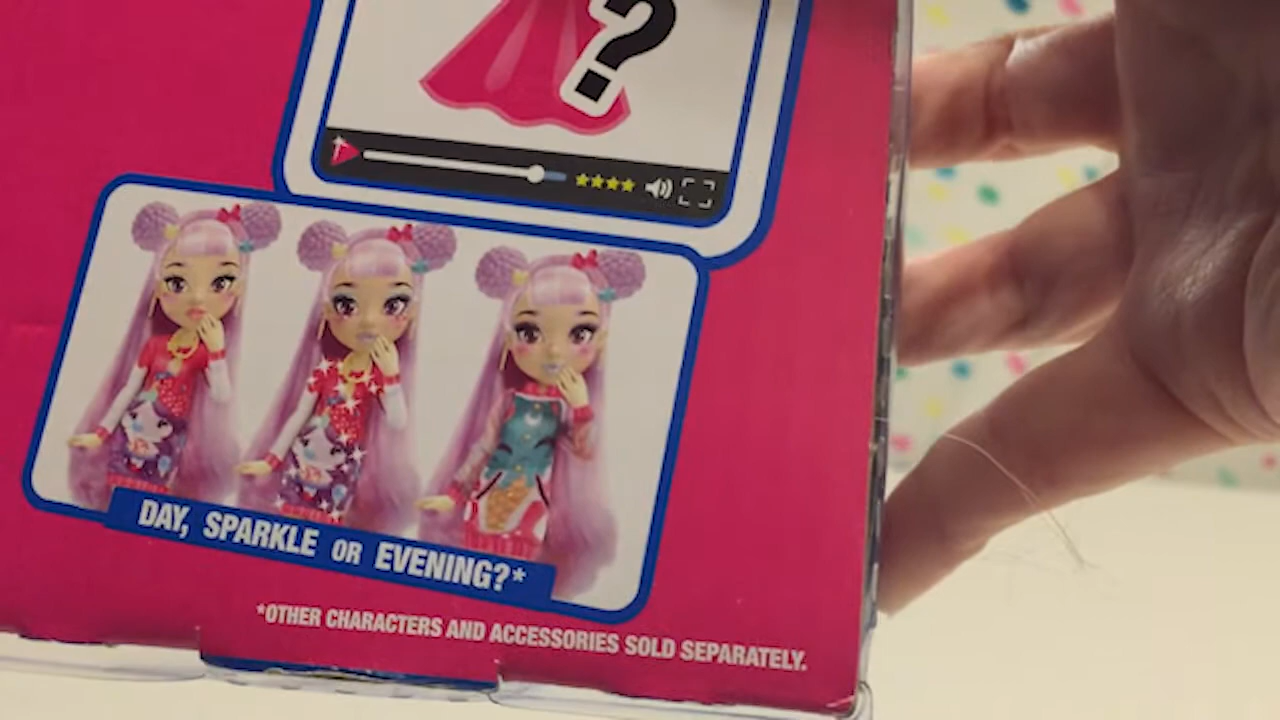 ?
DAY, SPARKLE OR EVENING?*
*OTHER CHARACTERS AND ACCESSORIES SOLD SEPARATELY.